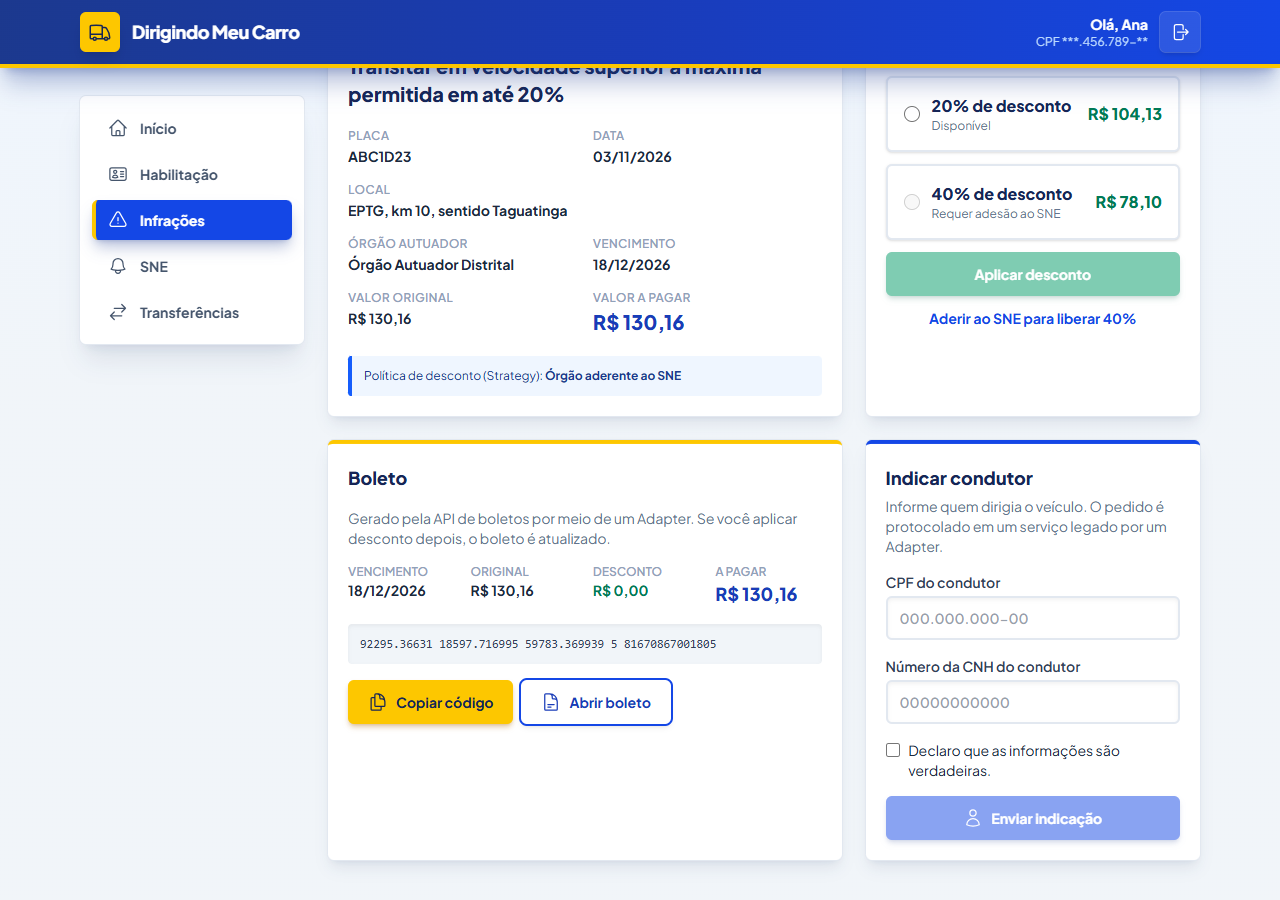 Dirigindo Meu Carro
Olá, Ana
CPF ***.456.789-**
Início
Habilitação
Infrações
SNE
Transferências
Transitar em velocidade superior à máxima
permitida em até 20%
PLACA
ABC1D23
DATA
03/11/2026
LOCAL
EPTG, km 10, sentido Taguatinga
ÓRGÃO AUTUADOR
Órgão Autuador Distrital
VENCIMENTO
18/12/2026
VALOR ORIGINAL
R$ 130,16
VALOR A PAGAR
R$ 130,16
Política de desconto (Strategy): Órgão aderente ao SNE
20% de desconto
Disponível
R$ 104,13
40% de desconto
Requer adesão ao SNE
R$ 78,10
Aplicar desconto
Aderir ao SNE para liberar 40%
Boleto
Gerado pela API de boletos por meio de um Adapter. Se você aplicar
desconto depois, o boleto é atualizado.
VENCIMENTO
18/12/2026
ORIGINAL
R$ 130,16
DESCONTO
R$ 0,00
A PAGAR
R$ 130,16
92295.36631 18597.716995 59783.369939 5 81670867001805
Copiar código
Abrir boleto
Indicar condutor
Informe quem dirigia o veículo. O pedido é
protocolado em um serviço legado por um
Adapter.
CPF do condutor
000.000.000-00
Número da CNH do condutor
00000000000
Declaro que as informações são
verdadeiras.
Enviar indicação